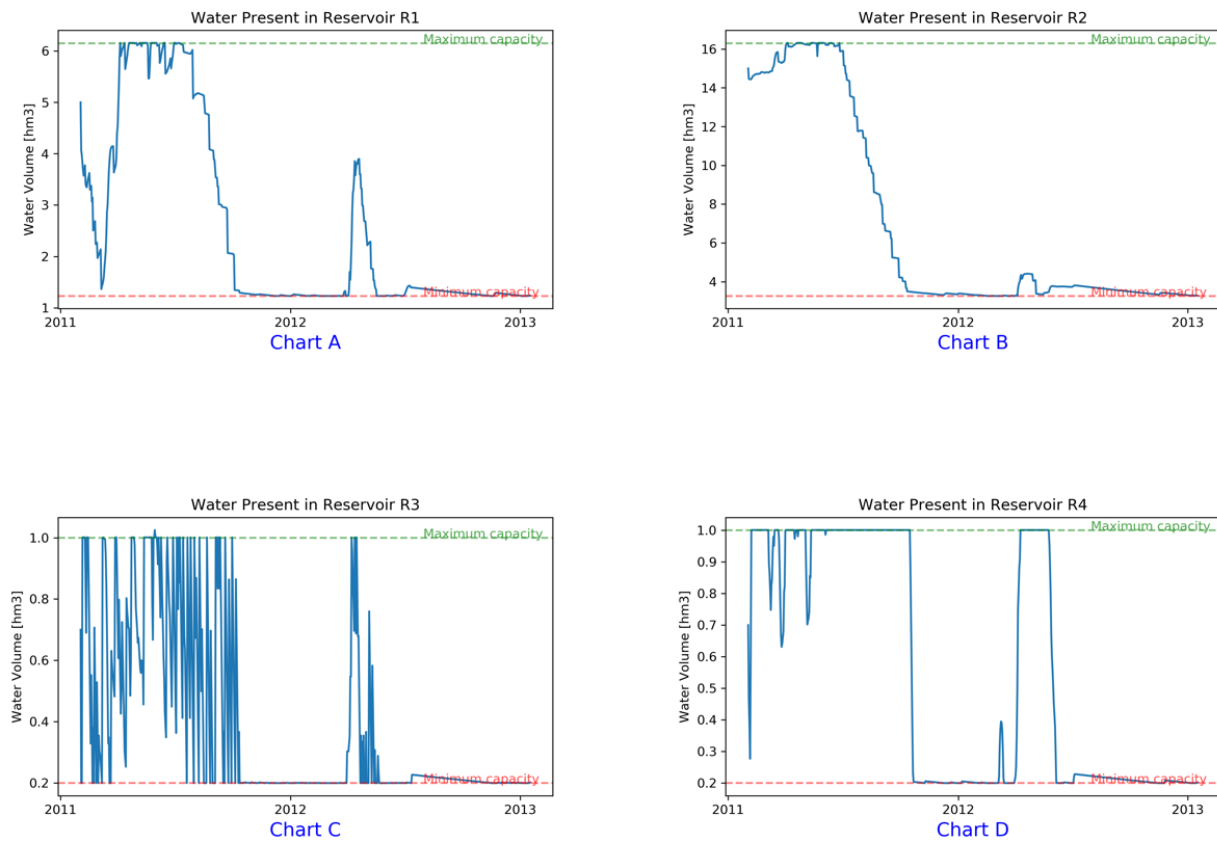 Water Present in Reservoir R1
Maximum capacity
6
5
4
3
2
1
Water Volume [hm3]
Minimum capacity
2011
2012
2013
Chart A
Water Present in Reservoir R2
Maximum capacity
16
14
12
10
8
6
4
Water Volume [hm3]
Minimum capacity
2011
2012
2013
Chart B
Water Present in Reservoir R3
Maximum capacity
1.0
0.8
0.6
0.4
0.2
Water Volume [hm3]
Minimum capacity
2011
2012
2013
Chart C
Water Present in Reservoir R4
Maximum capacity
1.0
0.9
0.8
0.7
0.6
0.5
0.4
0.3
0.2
Water Volume [hm3]
Minimum capacity
2011
2012
2013
Chart D